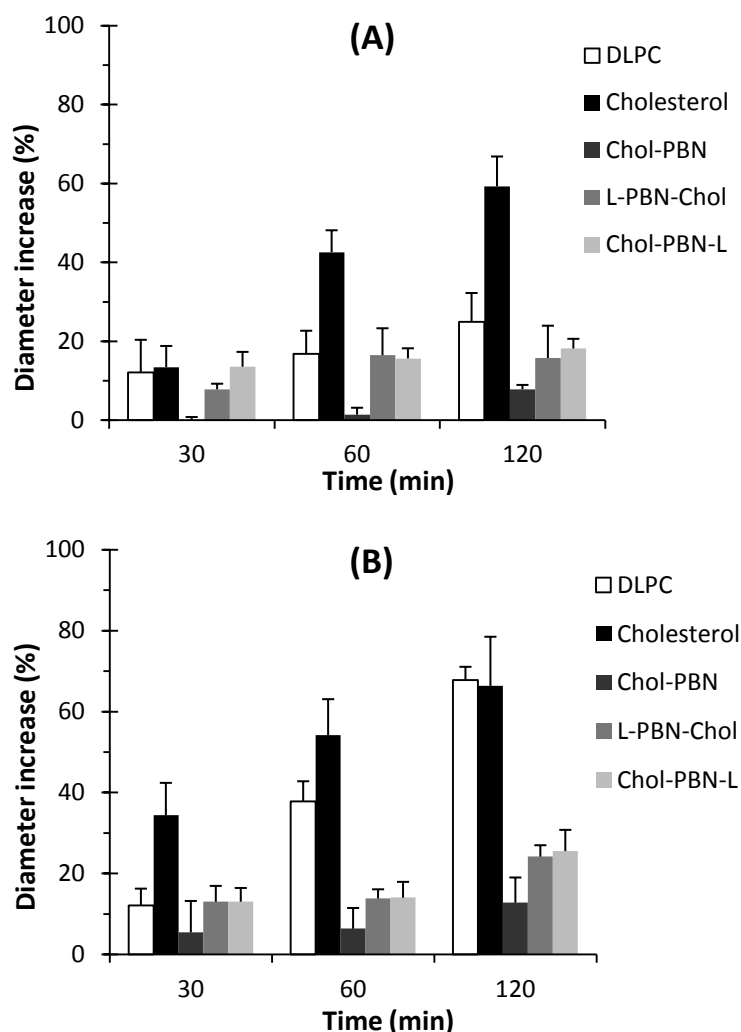 (A)
100
80
60
40
20
0
Diameter increase (%)
30 60 120
Time (min)
DLPC
Cholesterol
Chol-PBN
L-PBN-Chol
Chol-PBN-L
(B)
100
80
60
40
20
0
Diameter increase (%)
30 60 120
Time (min)
DLPC
Cholesterol
Chol-PBN
L-PBN-Chol
Chol-PBN-L